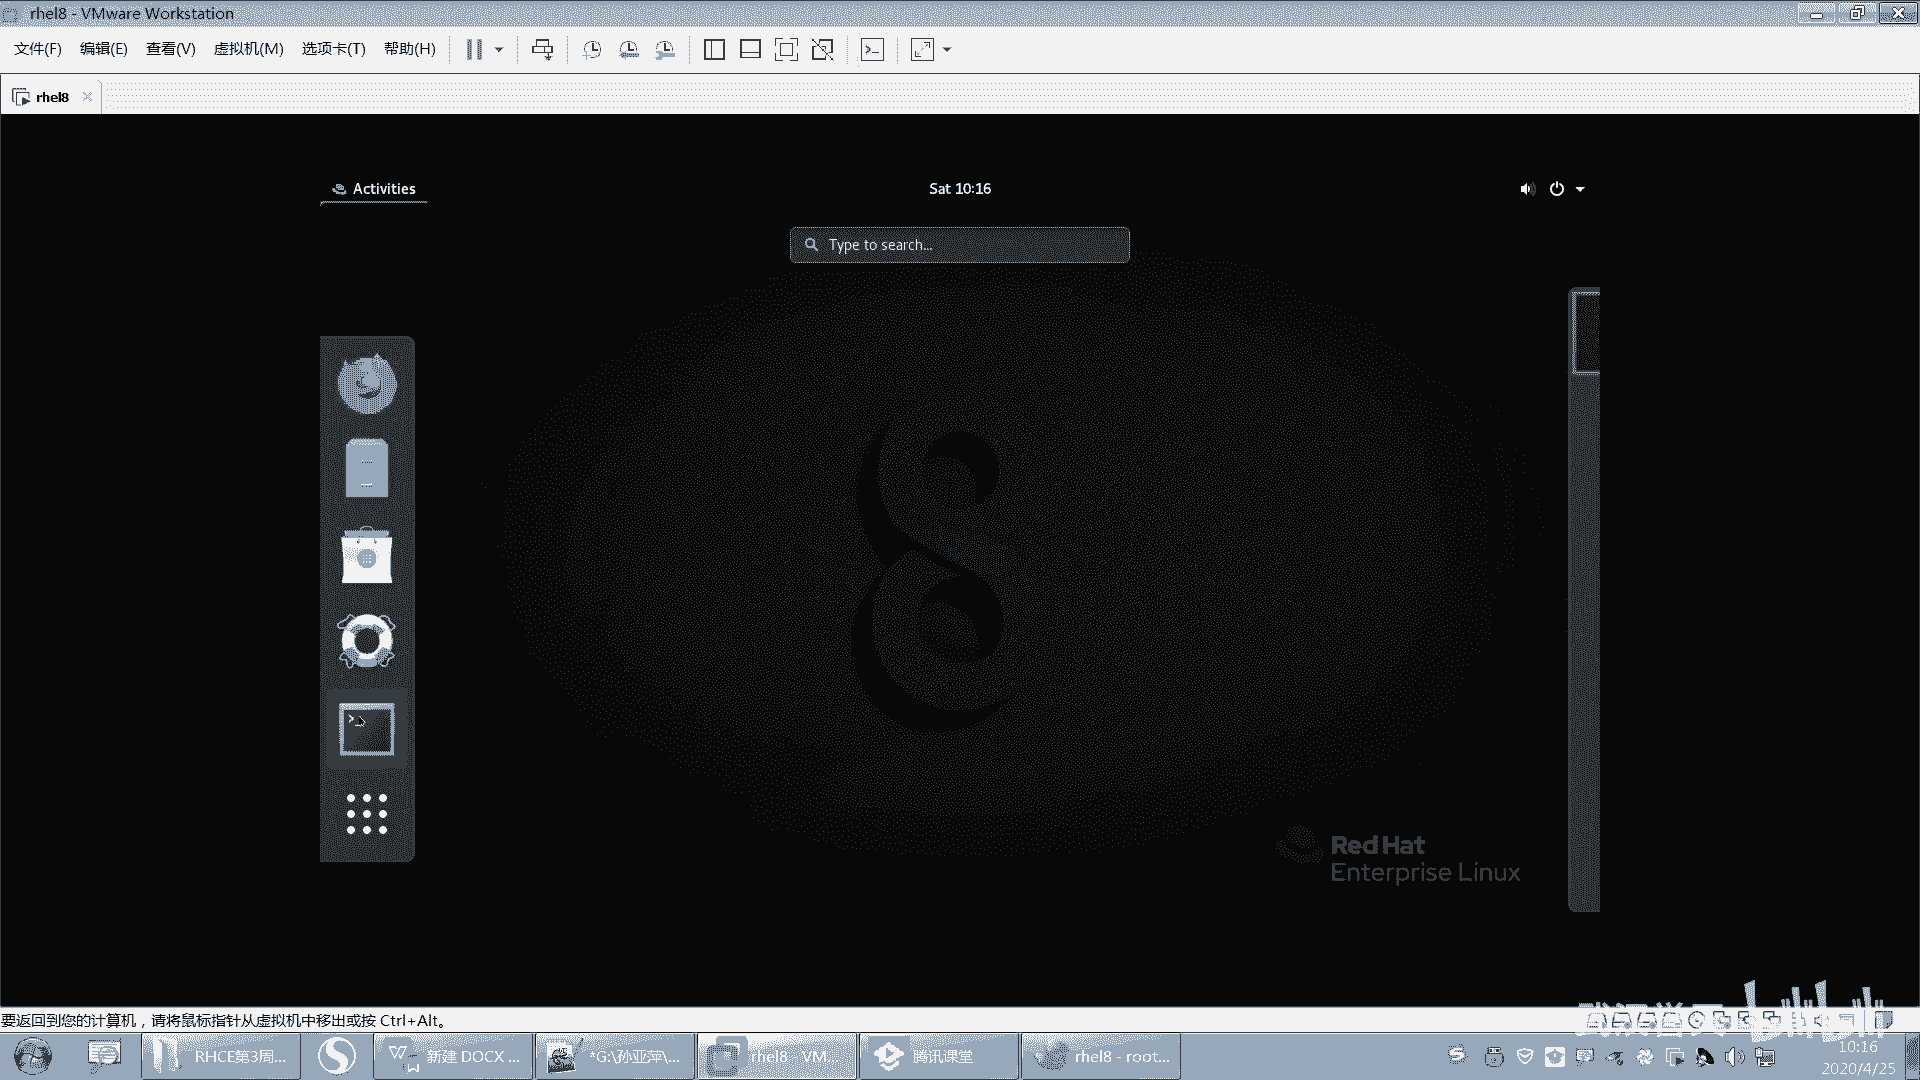 rhel8 - VMware Workstation
文件(F) 编辑(E) 查看(V) 虚拟机(M) 选项卡(T) 帮助(H)
rhel8
Activities
Sat 10:16
Type to search...
Red Hat
Enterprise Linux
要返回到您的计算机，请将鼠标指针从虚拟机中移出或按 Ctrl+Alt。
RHCE第3周...
新建 DOCX ...
*G:\孙亚萍\...
rhel8 - VM...
腾讯课堂
rhel8 - root...
bilibili
10:16
2020/4/25